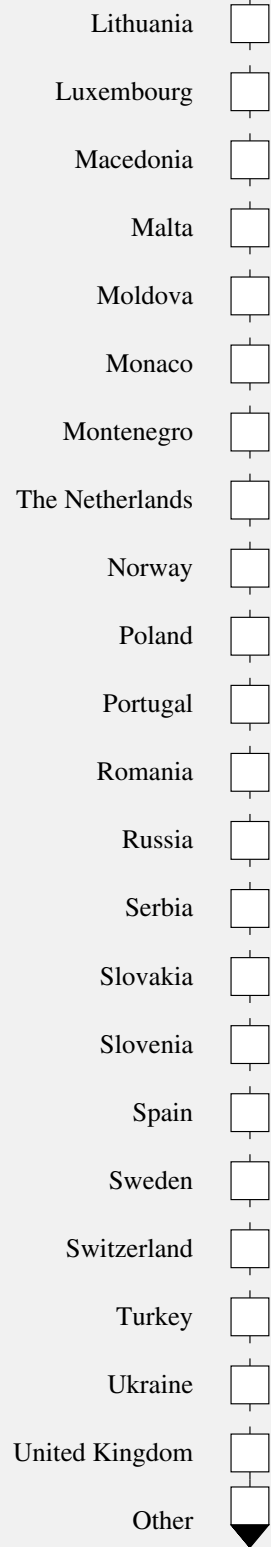 Lithuania
Luxembourg
Macedonia
Malta
Moldova
Monaco
Montenegro
The Netherlands
Norway
Poland
Portugal
Romania
Russia
Serbia
Slovakia
Slovenia
Spain
Sweden
Switzerland
Turkey
Ukraine
United Kingdom
Other